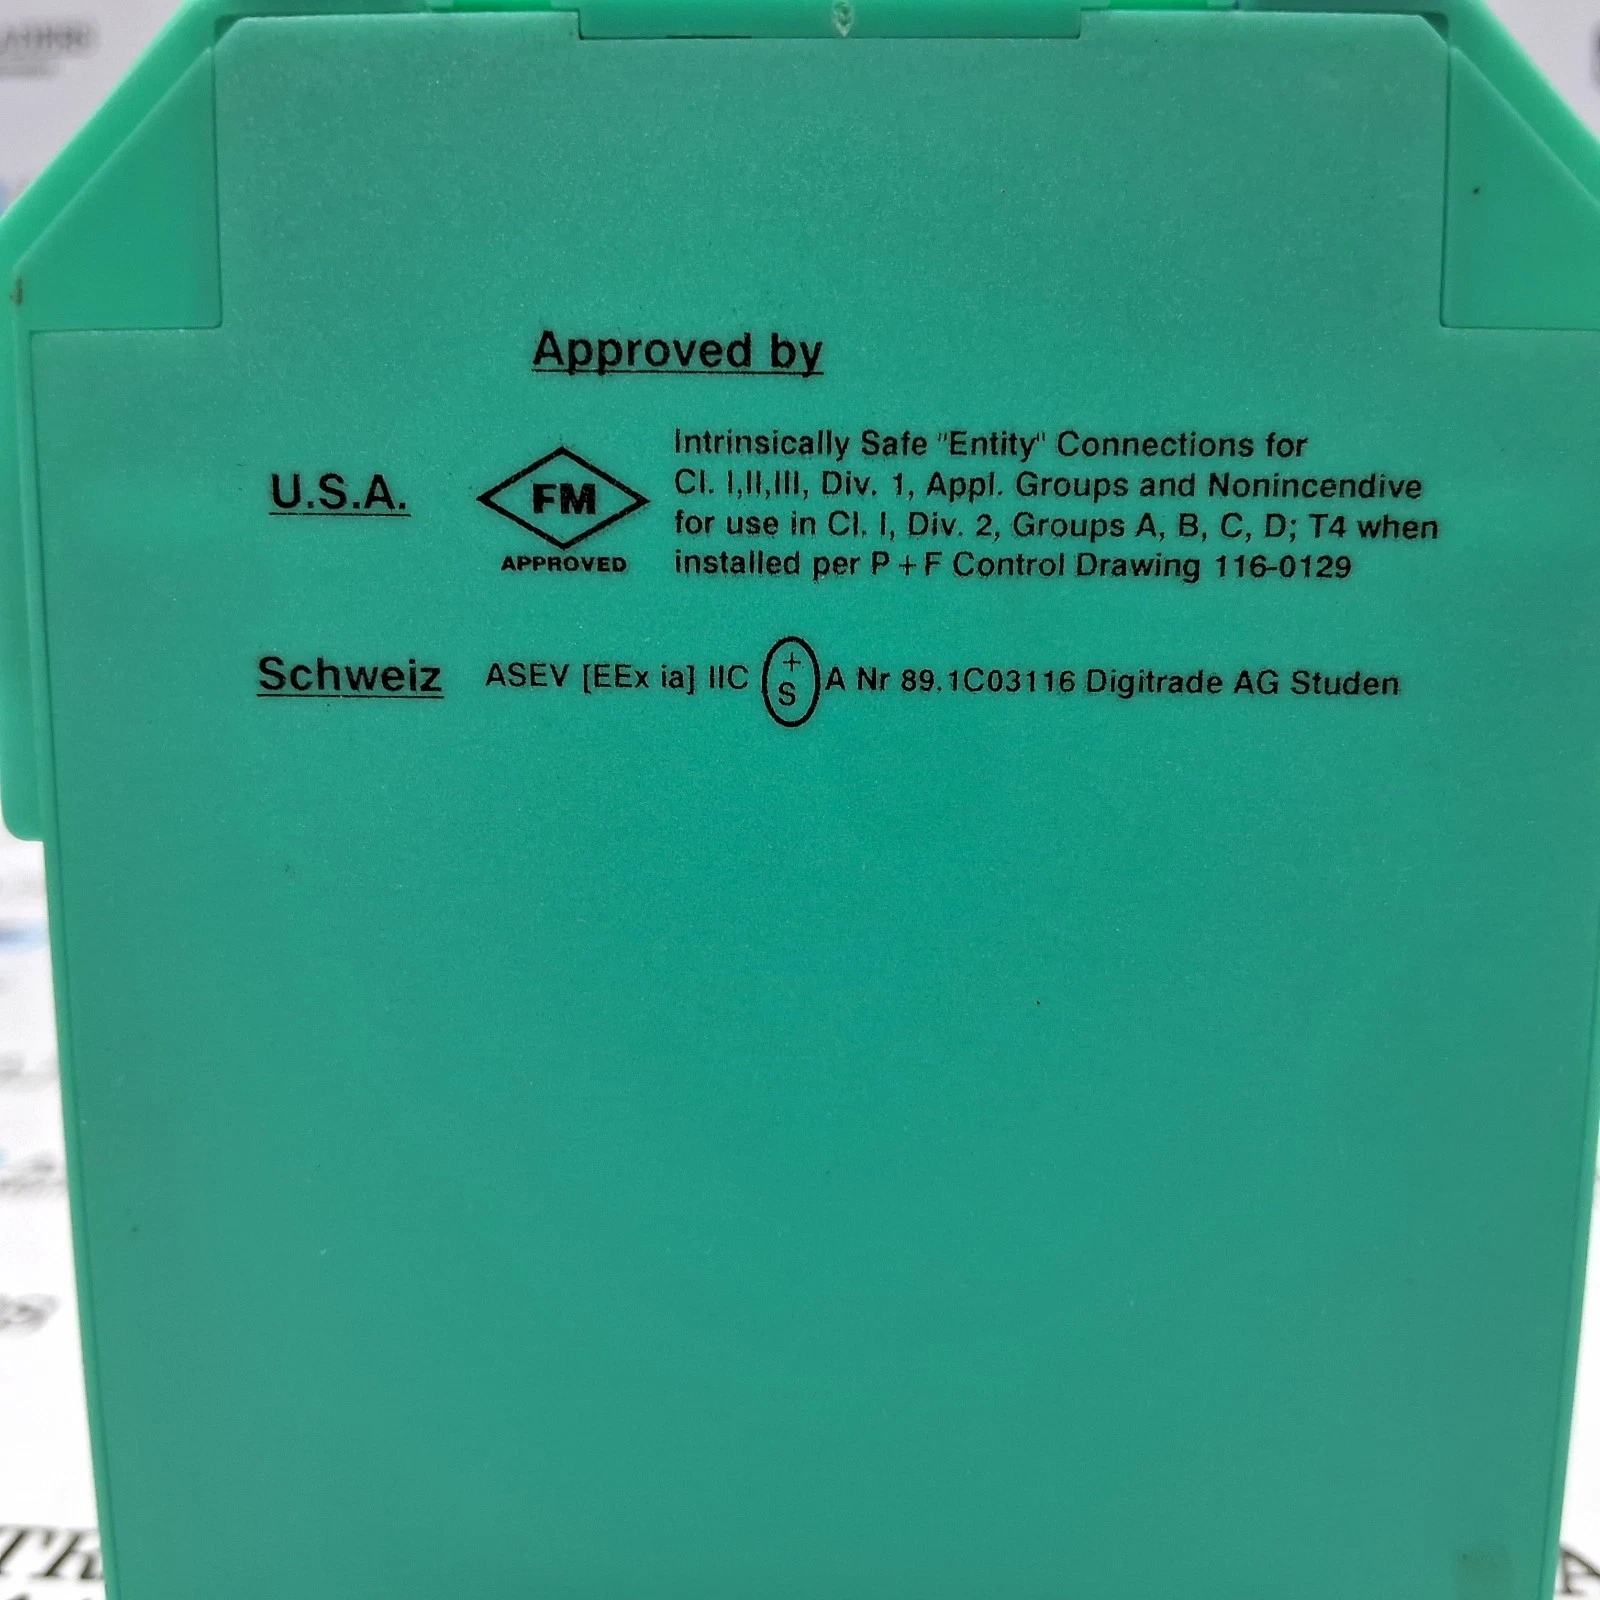 Approved by
U.S.A.
FM
APPROVED
Intrinsically Safe "Entity" Connections for
Cl. I,II,III, Div. 1, Appl. Groups and Nonincendive
for use in Cl. I, Div. 2, Groups A, B, C, D; T4 when
installed per P + F Control Drawing 116-0129
Schweiz ASEV [EEx ia] IIC +S A Nr 89.1C03116 Digitrade AG Studen